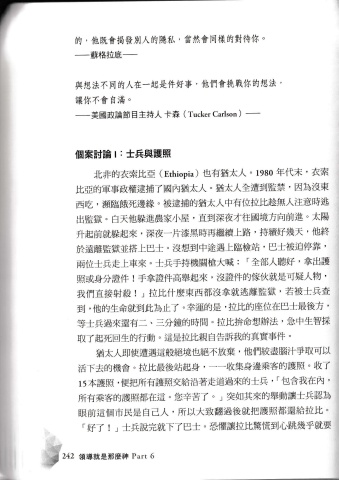 的，他既會揭發別人的隱私，當然會同樣的對待你。
——蘇格拉底——
與想法不同的人在一起是件好事，他們會挑戰你的想法，
讓你不會自滿。
——美國政論節目主持人 卡森（Tucker Carlson）——
個案討論 I：士兵與護照
北非的衣索比亞（Ethiopia）也有猶太人。1980 年代末，衣索
比亞的軍事政權逮捕了國內猶太人。猶太人全遭到監禁，因為沒東
西吃，瀕臨餓死邊緣。被逮捕的猶太人中有位拉比趁無人注意時逃
出監獄。白天他躲進農家小屋，直到深夜才往國境方向前進。太陽
升起前就躲起來，深夜一片漆黑時再繼續上路，持續好幾天，他終
於遠離監獄並搭上巴士。沒想到中途遇上臨檢站，巴士被迫停靠，
兩位士兵走上車來。士兵手持機關槍大喊：「全部人聽好，拿出護
照或身分證件！手拿證件高舉起來，沒證件的傢伙就是可疑人物，
我們直接射殺！」拉比什麼東西都沒拿就逃離監獄，若被士兵查
到，他的生命就到此為止了。幸運的是，拉比的座位在巴士最後方，
等士兵過來還有二、三分鐘的時間。拉比拚命想辦法，急中生智採
取了起死回生的行動。這是拉比親自告訴我的真實事件。
猶太人即使遭遇這般絕境也絕不放棄，他們絞盡腦汁爭取可以
活下去的機會。拉比最後站起身，一一收集身邊乘客的護照。收了
15本護照，便把所有護照交給沿著走道過來的士兵，「包含我在內，
所有乘客的護照都在這。您辛苦了。」突如其來的舉動讓士兵認為
眼前這個市民是自己人，所以大致翻過後就把護照都還給拉比。
「好了！」士兵說完就下了巴士。恐懼讓拉比驚慌到心跳幾乎就要
242 領導就是那麼神 Part 6